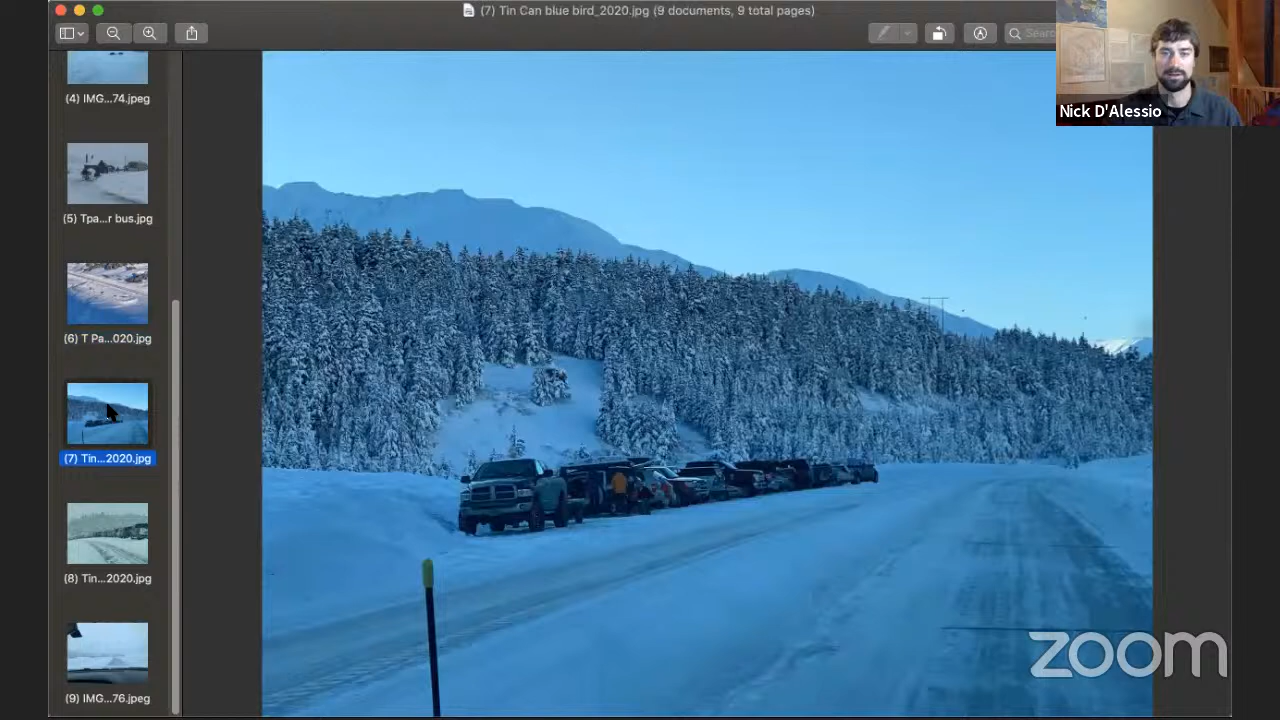 (7) Tin Can blue bird_2020.jpg (9 documents, 9 total pages)
Searc
Nick D'Alessio
(4) IMG...74.jpeg
(5) Tpa...r bus.jpg
(6) T Pa...020.jpg
(7) Tin...2020.jpg
(8) Tin...2020.jpg
(9) IMG...76.jpeg
zoom